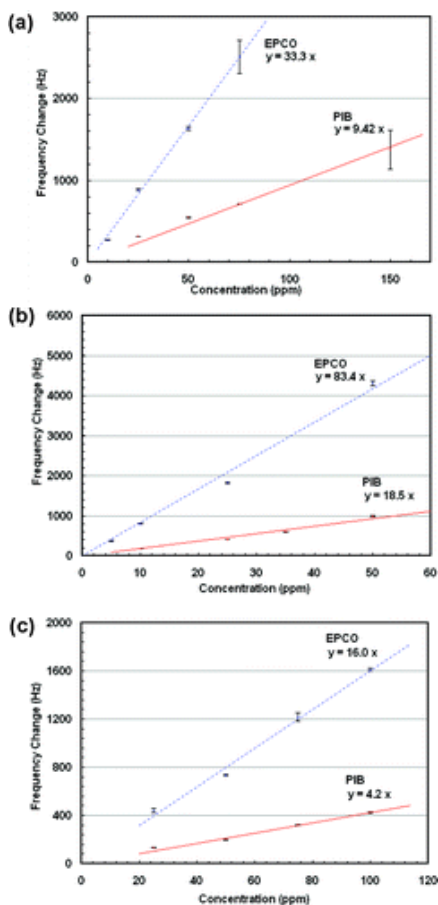 (a)
3000
2000
1000
0
Frequency Change (Hz)
EPCO
y = 33.3 x
PIB
y = 9.42 x
0
50
100
150
Concentration (ppm)
(b)
6000
5000
4000
3000
2000
1000
0
Frequency Change (Hz)
EPCO
y = 83.4 x
PIB
y = 18.5 x
0
10
20
30
40
50
60
Concentration (ppm)
(c)
2000
1600
1200
800
400
0
Frequency Change (Hz)
EPCO
y = 16.0 x
PIB
y = 4.2 x
0
20
40
60
80
100
120
Concentration (ppm)